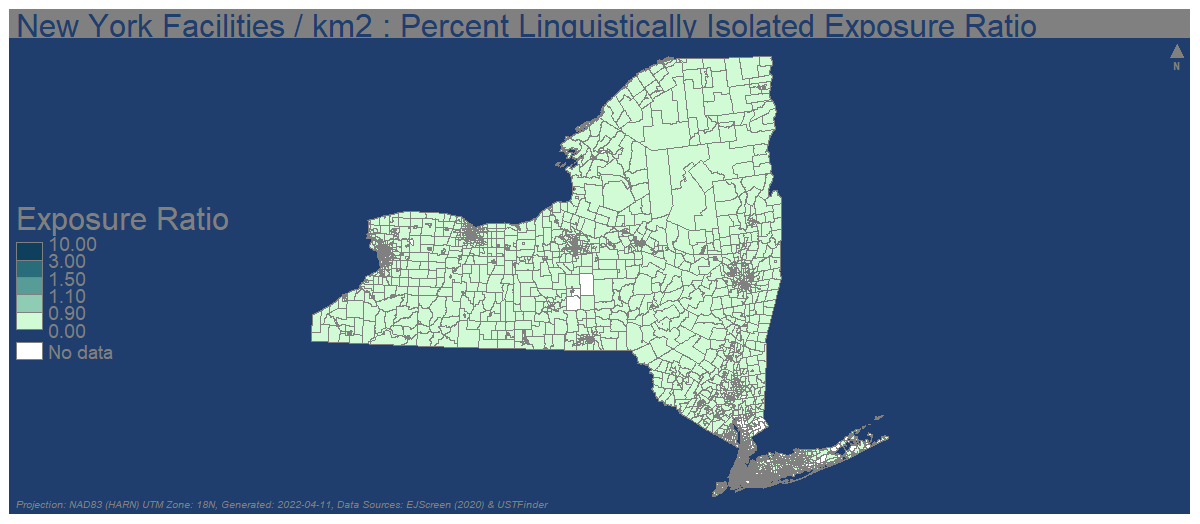 New York Facilities / km2 : Percent Linguistically Isolated Exposure Ratio
N
Exposure Ratio
10.00
3.00
1.50
1.10
0.90
0.00
No data
Projection: NAD83 (HARN) UTM Zone: 18N, Generated: 2022-04-11, Data Sources: EJScreen (2020) & USTFinder